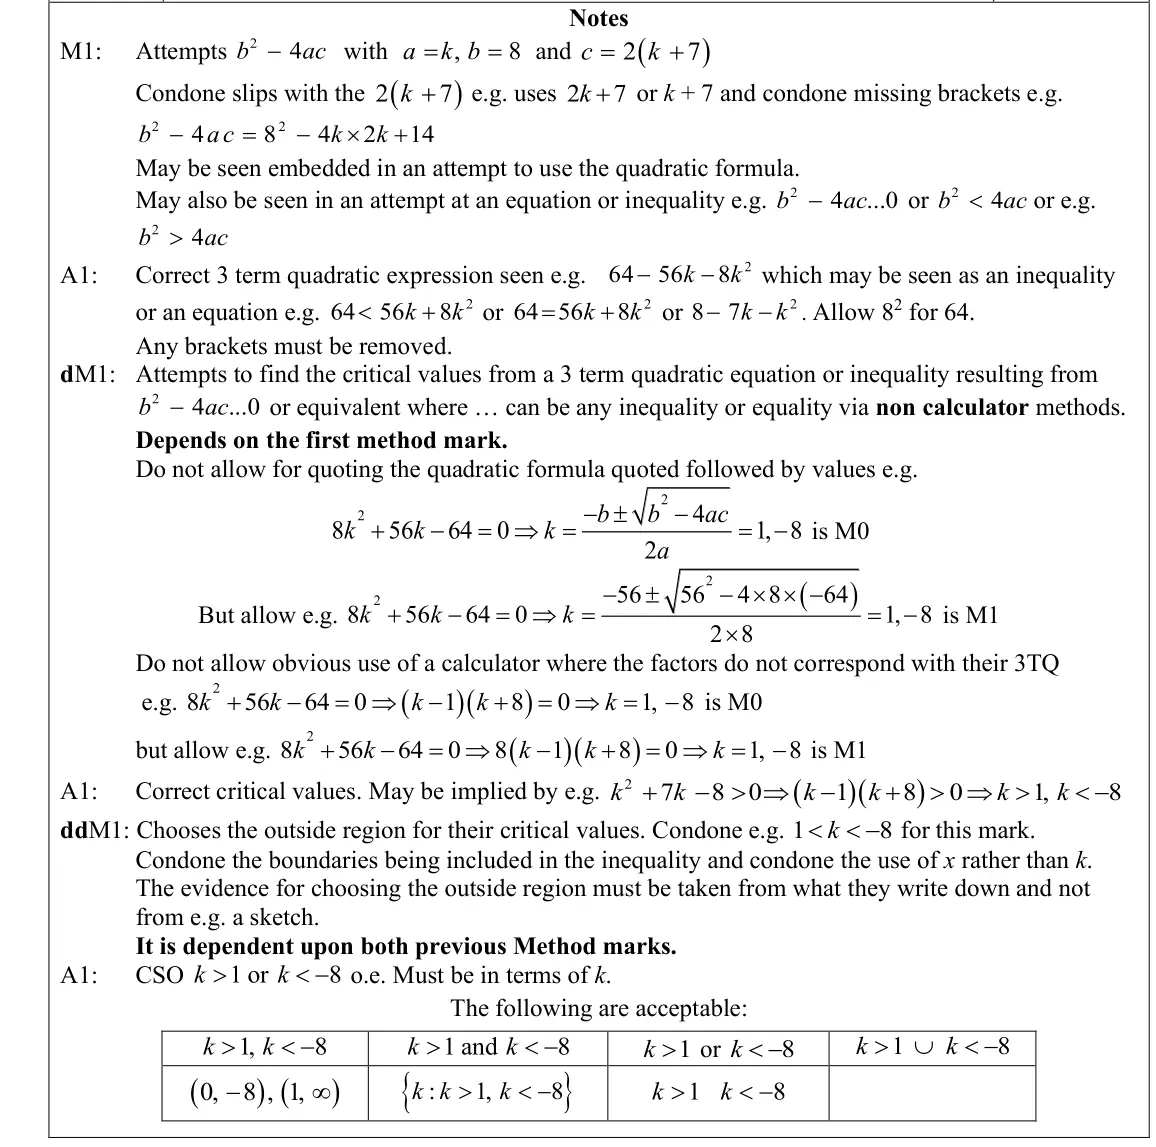 Notes
M1: Attempts b² − 4ac with a = k, b = 8 and c = 2(k + 7)
Condone slips with the 2(k + 7) e.g. uses 2k + 7 or k + 7 and condone missing brackets e.g.
b² − 4ac = 8² − 4k × 2k + 14
May be seen embedded in an attempt to use the quadratic formula.
May also be seen in an attempt at an equation or inequality e.g. b² − 4ac...0 or b² < 4ac or e.g.
b² > 4ac
A1: Correct 3 term quadratic expression seen e.g. 64 − 56k − 8k² which may be seen as an inequality
or an equation e.g. 64 < 56k + 8k² or 64 = 56k + 8k² or 8 − 7k − k². Allow 8² for 64.
Any brackets must be removed.
dM1: Attempts to find the critical values from a 3 term quadratic equation or inequality resulting from
b² − 4ac...0 or equivalent where … can be any inequality or equality via non calculator methods.
Depends on the first method mark.
Do not allow for quoting the quadratic formula quoted followed by values e.g.
8k² + 56k − 64 = 0 ⇒ k = (−b ± √(b² − 4ac))/(2a) = 1, −8 is M0
But allow e.g. 8k² + 56k − 64 = 0 ⇒ k = (−56 ± √(56² − 4 × 8 × (−64)))/(2 × 8) = 1, −8 is M1
Do not allow obvious use of a calculator where the factors do not correspond with their 3TQ
e.g. 8k² + 56k − 64 = 0 ⇒ (k − 1)(k + 8) = 0 ⇒ k = 1, −8 is M0
but allow e.g. 8k² + 56k − 64 = 0 ⇒ 8(k − 1)(k + 8) = 0 ⇒ k = 1, −8 is M1
A1: Correct critical values. May be implied by e.g. k² + 7k − 8 > 0 ⇒ (k − 1)(k + 8) > 0 ⇒ k > 1, k < −8
ddM1: Chooses the outside region for their critical values. Condone e.g. 1 < k < −8 for this mark.
Condone the boundaries being included in the inequality and condone the use of x rather than k.
The evidence for choosing the outside region must be taken from what they write down and not
from e.g. a sketch.
It is dependent upon both previous Method marks.
A1: CSO k > 1 or k < −8 o.e. Must be in terms of k.
The following are acceptable:
k > 1, k < −8 k > 1 and k < −8 k > 1 or k < −8 k > 1 ∪ k < −8
(0, −8), (1, ∞) {k : k > 1, k < −8} k > 1 k < −8